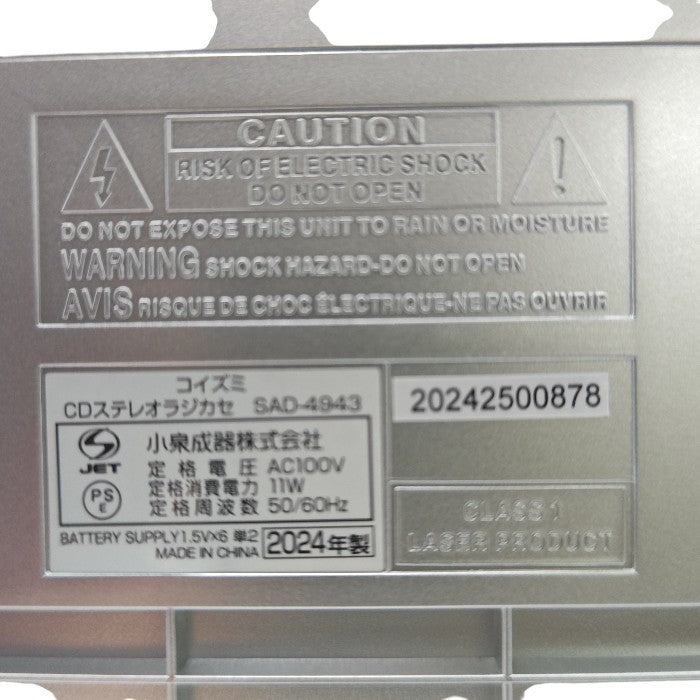 CAUTION
RISK OF ELECTRIC SHOCK
DO NOT OPEN
DO NOT EXPOSE THIS UNIT TO RAIN OR MOISTURE
WARNING SHOCK HAZARD-DO NOT OPEN
AVIS RISQUE DE CHOC ÉLECTRIQUE-NE PAS OUVRIR
コイズミ
CDステレオラジカセ SAD-4943
JET
小泉成器株式会社
PSE
定格電圧 AC100V
定格消費電力 11W
定格周波数 50/60Hz
BATTERY SUPPLY1.5V×6 単2
MADE IN CHINA 2024年製
20242500878
CLASS 1
LASER PRODUCT